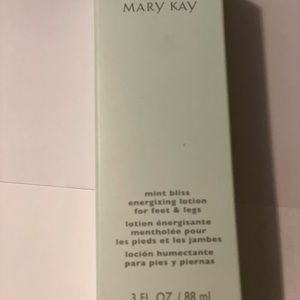 MARY KAY
mint bliss
energizing lotion
for feet & legs
lotion énergisante
mentholée pour
les pieds et les jambes
loción humectante
para pies y piernas
3 FL. OZ. / 88 ml